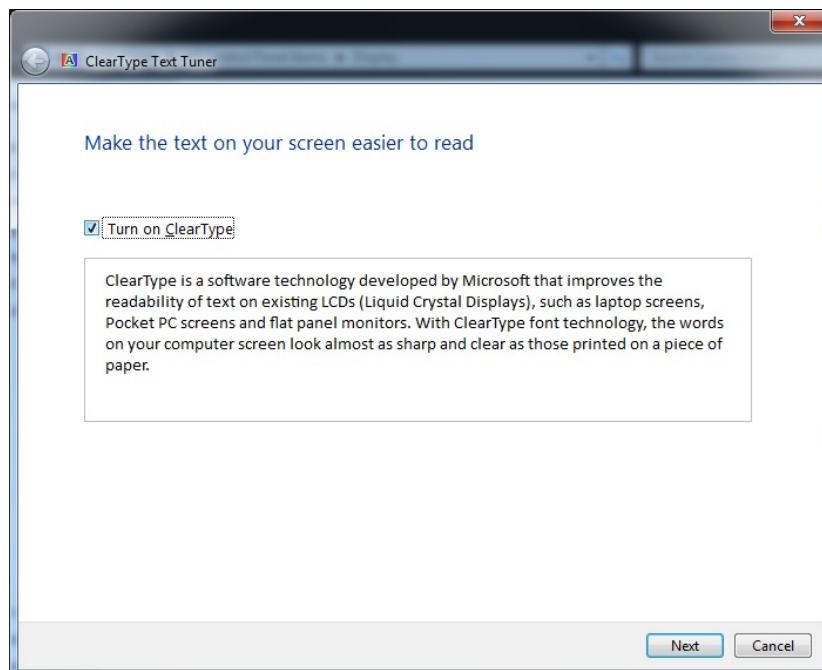 ClearType Text Tuner
Make the text on your screen easier to read
Turn on ClearType
ClearType is a software technology developed by Microsoft that improves the
readability of text on existing LCDs (Liquid Crystal Displays), such as laptop screens,
Pocket PC screens and flat panel monitors. With ClearType font technology, the words
on your computer screen look almost as sharp and clear as those printed on a piece of
paper.
Next Cancel